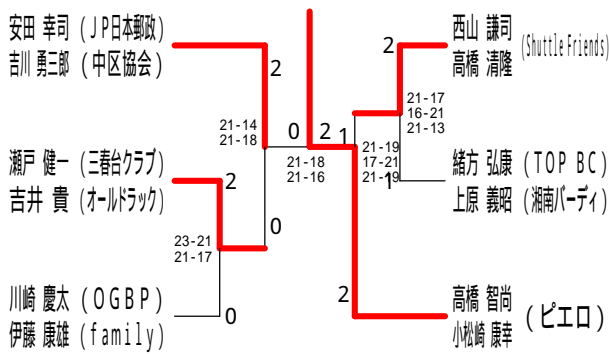 安田 幸司 (JP日本郵政)
吉川 勇三郎 (中区協会)
2
21-14
21-18
0
瀬戸 健一 (三春台クラブ)
吉井 貴 (オールドラック)
2
23-21
21-17
0
川崎 慶太 (OGBP)
伊藤 康雄 (family)
0
2
21-18
21-16
西山 謙司
高橋 清隆
(Shuttle Friends)
2
21-17
16-21
21-13
1
21-19
17-21
21-19
緒方 弘康 (TOP BC)
上原 義昭 (湘南バーディ)
1
2
高橋 智尚
小松崎 康幸
(ピエロ)